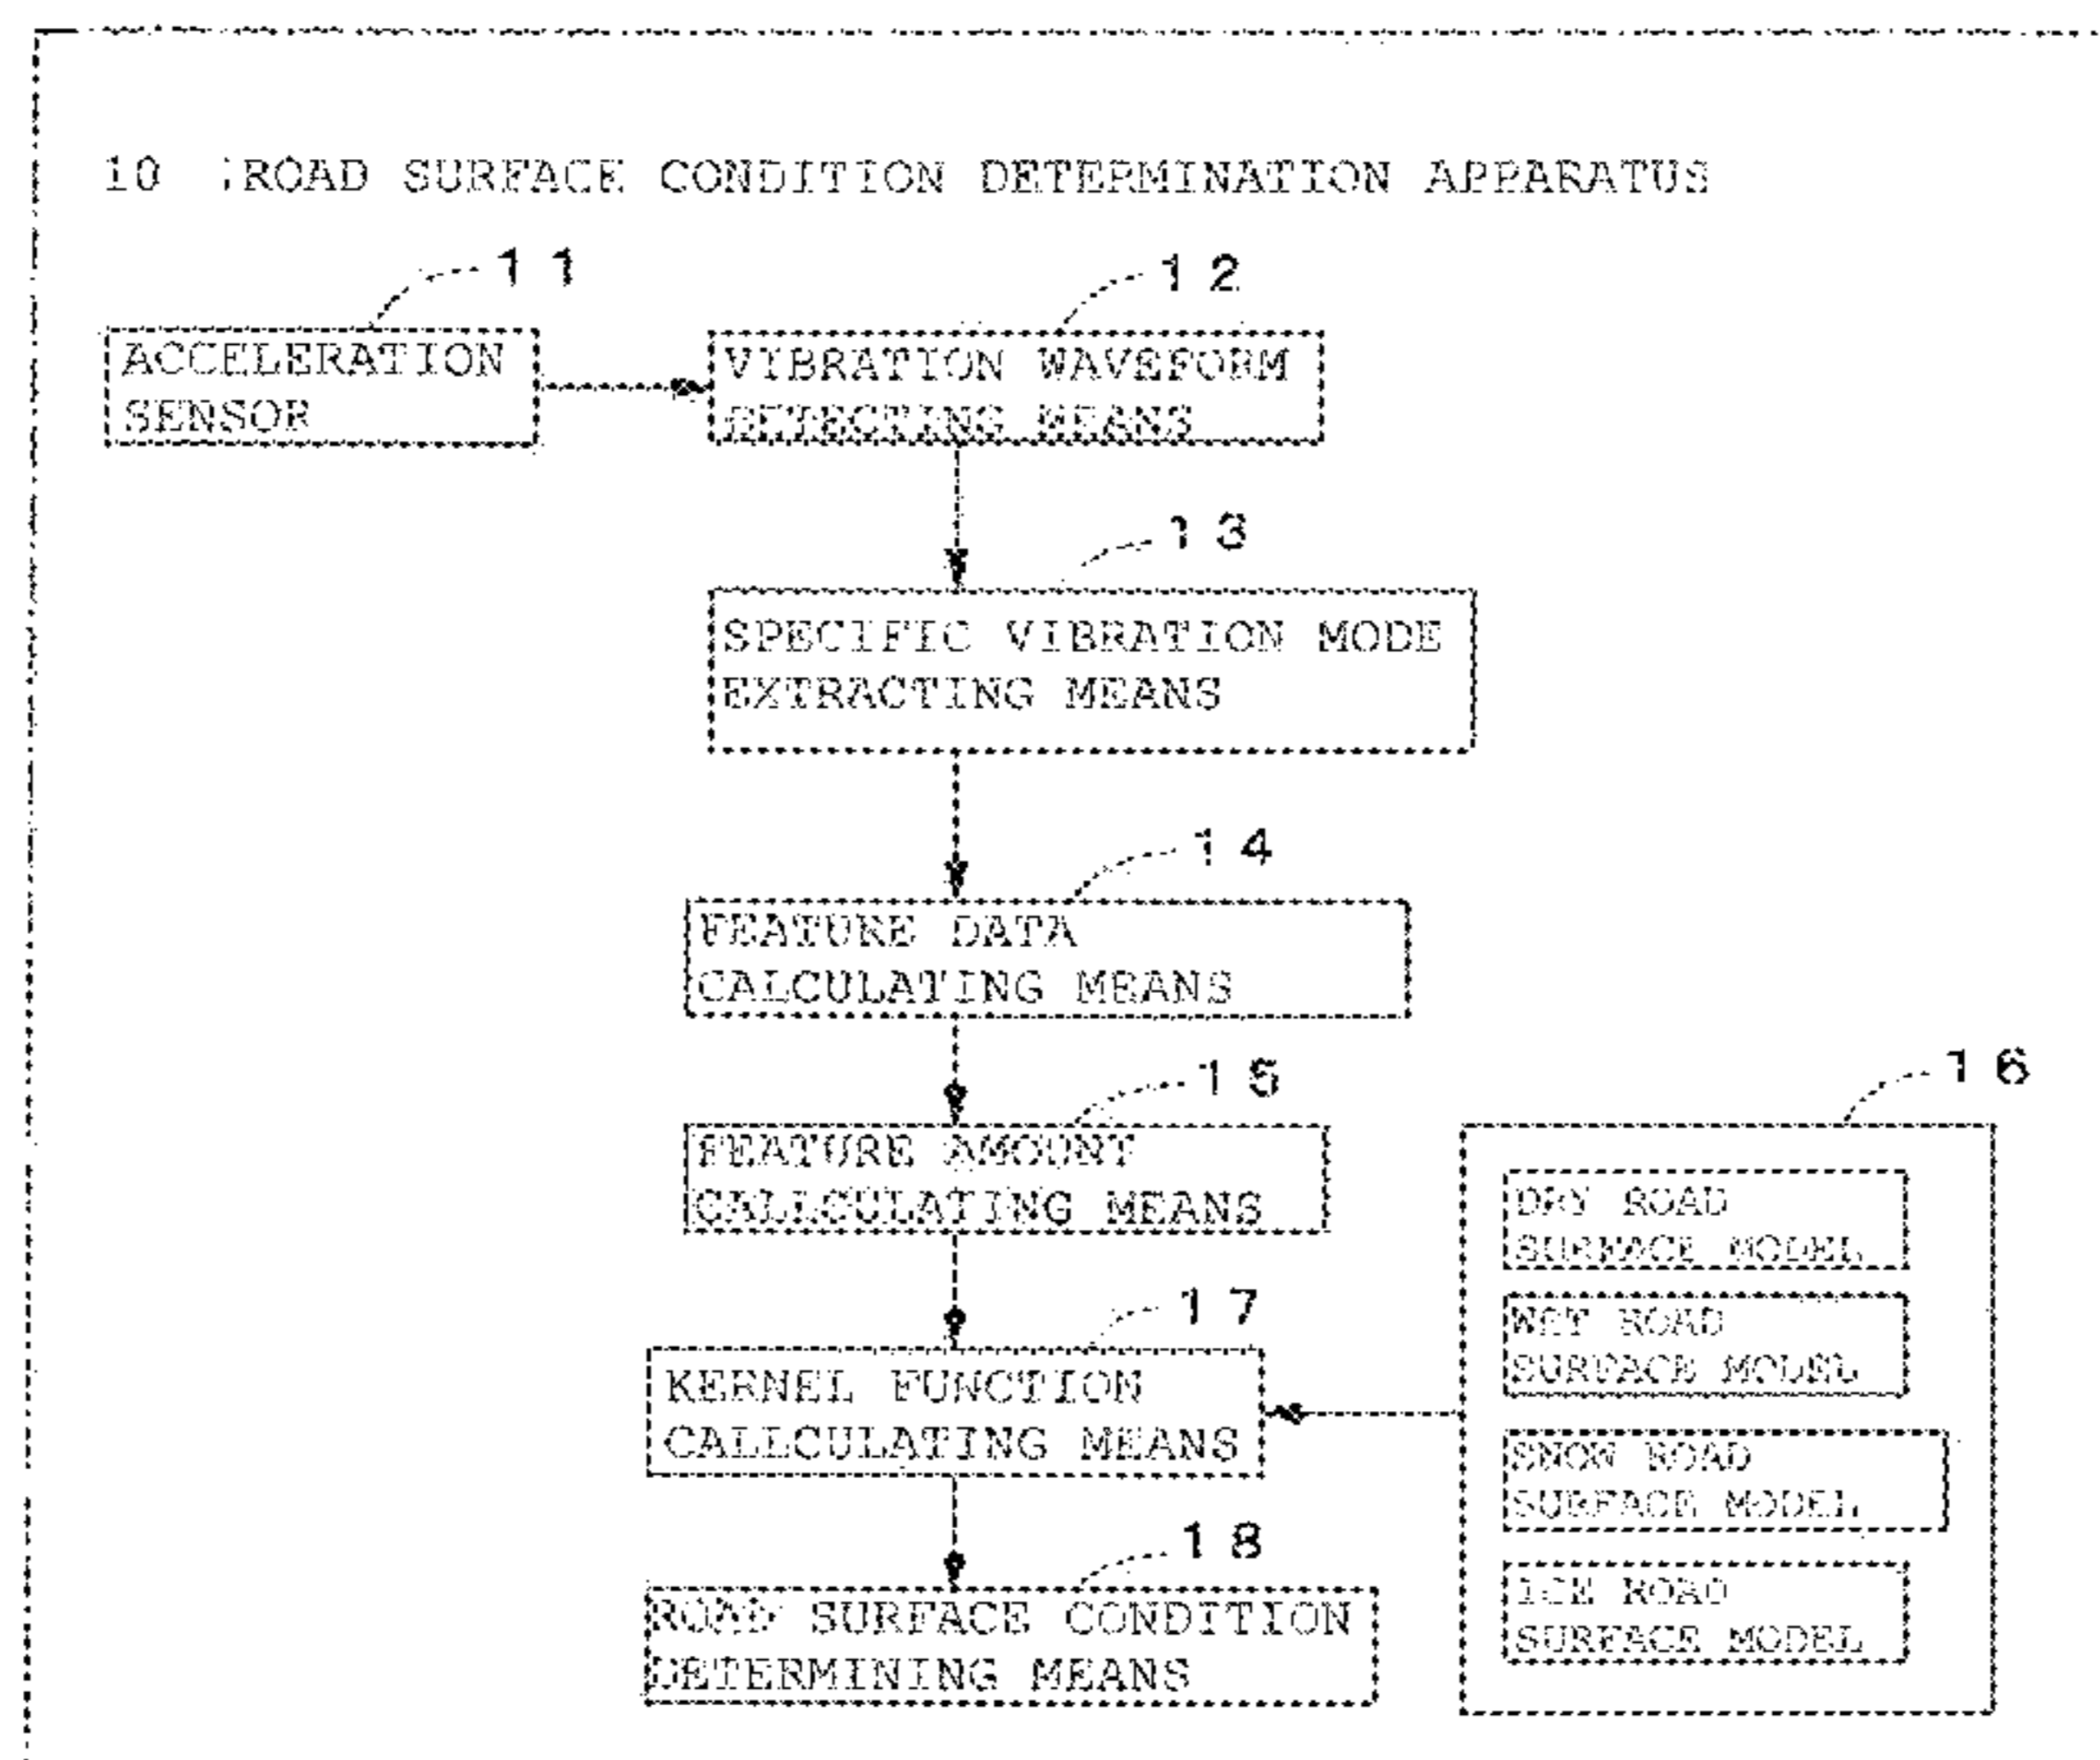 10 :ROAD SURFACE CONDITION DETERMINATION APPARATUS
11
12
ACCELERATION
SENSOR
VIBRATION WAVEFORM
DETECTING MEANS
13
SPECIFIC VIBRATION MODE
EXTRACTING MEANS
14
FEATURE DATA
CALCULATING MEANS
15
FEATURE AMOUNT
CALLCULATING MEANS
16
DRY ROAD
SURFACE MODEL
WET ROAD
SURFACE MODEL
SNOW ROAD
SURFACE MODEL
ICE ROAD
SURFACE MODEL
17
KERNEL FUNCTION
CALLCULATING MEANS
18
ROAD SURFACE CONDITION
DETERMINING MEANS